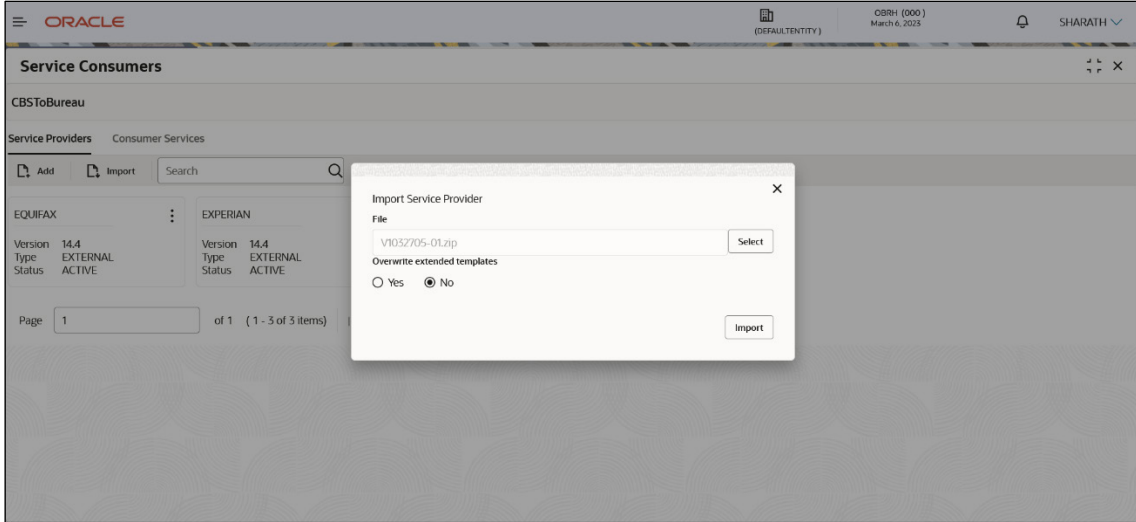 ORACLE
(DEFAULTENTITY)
OBRH (000)
March 6, 2023
SHARATH
Service Consumers
CBSToBureau
Service Providers Consumer Services
Add Import Search
Import Service Provider
File
V1032705-01.zip Select
Overwrite extended templates
Yes No
Import
EQUIFAX
Version 14.4
Type EXTERNAL
Status ACTIVE
EXPERIAN
Version 14.4
Type EXTERNAL
Status ACTIVE
Page 1 of 1 (1 - 3 of 3 items)